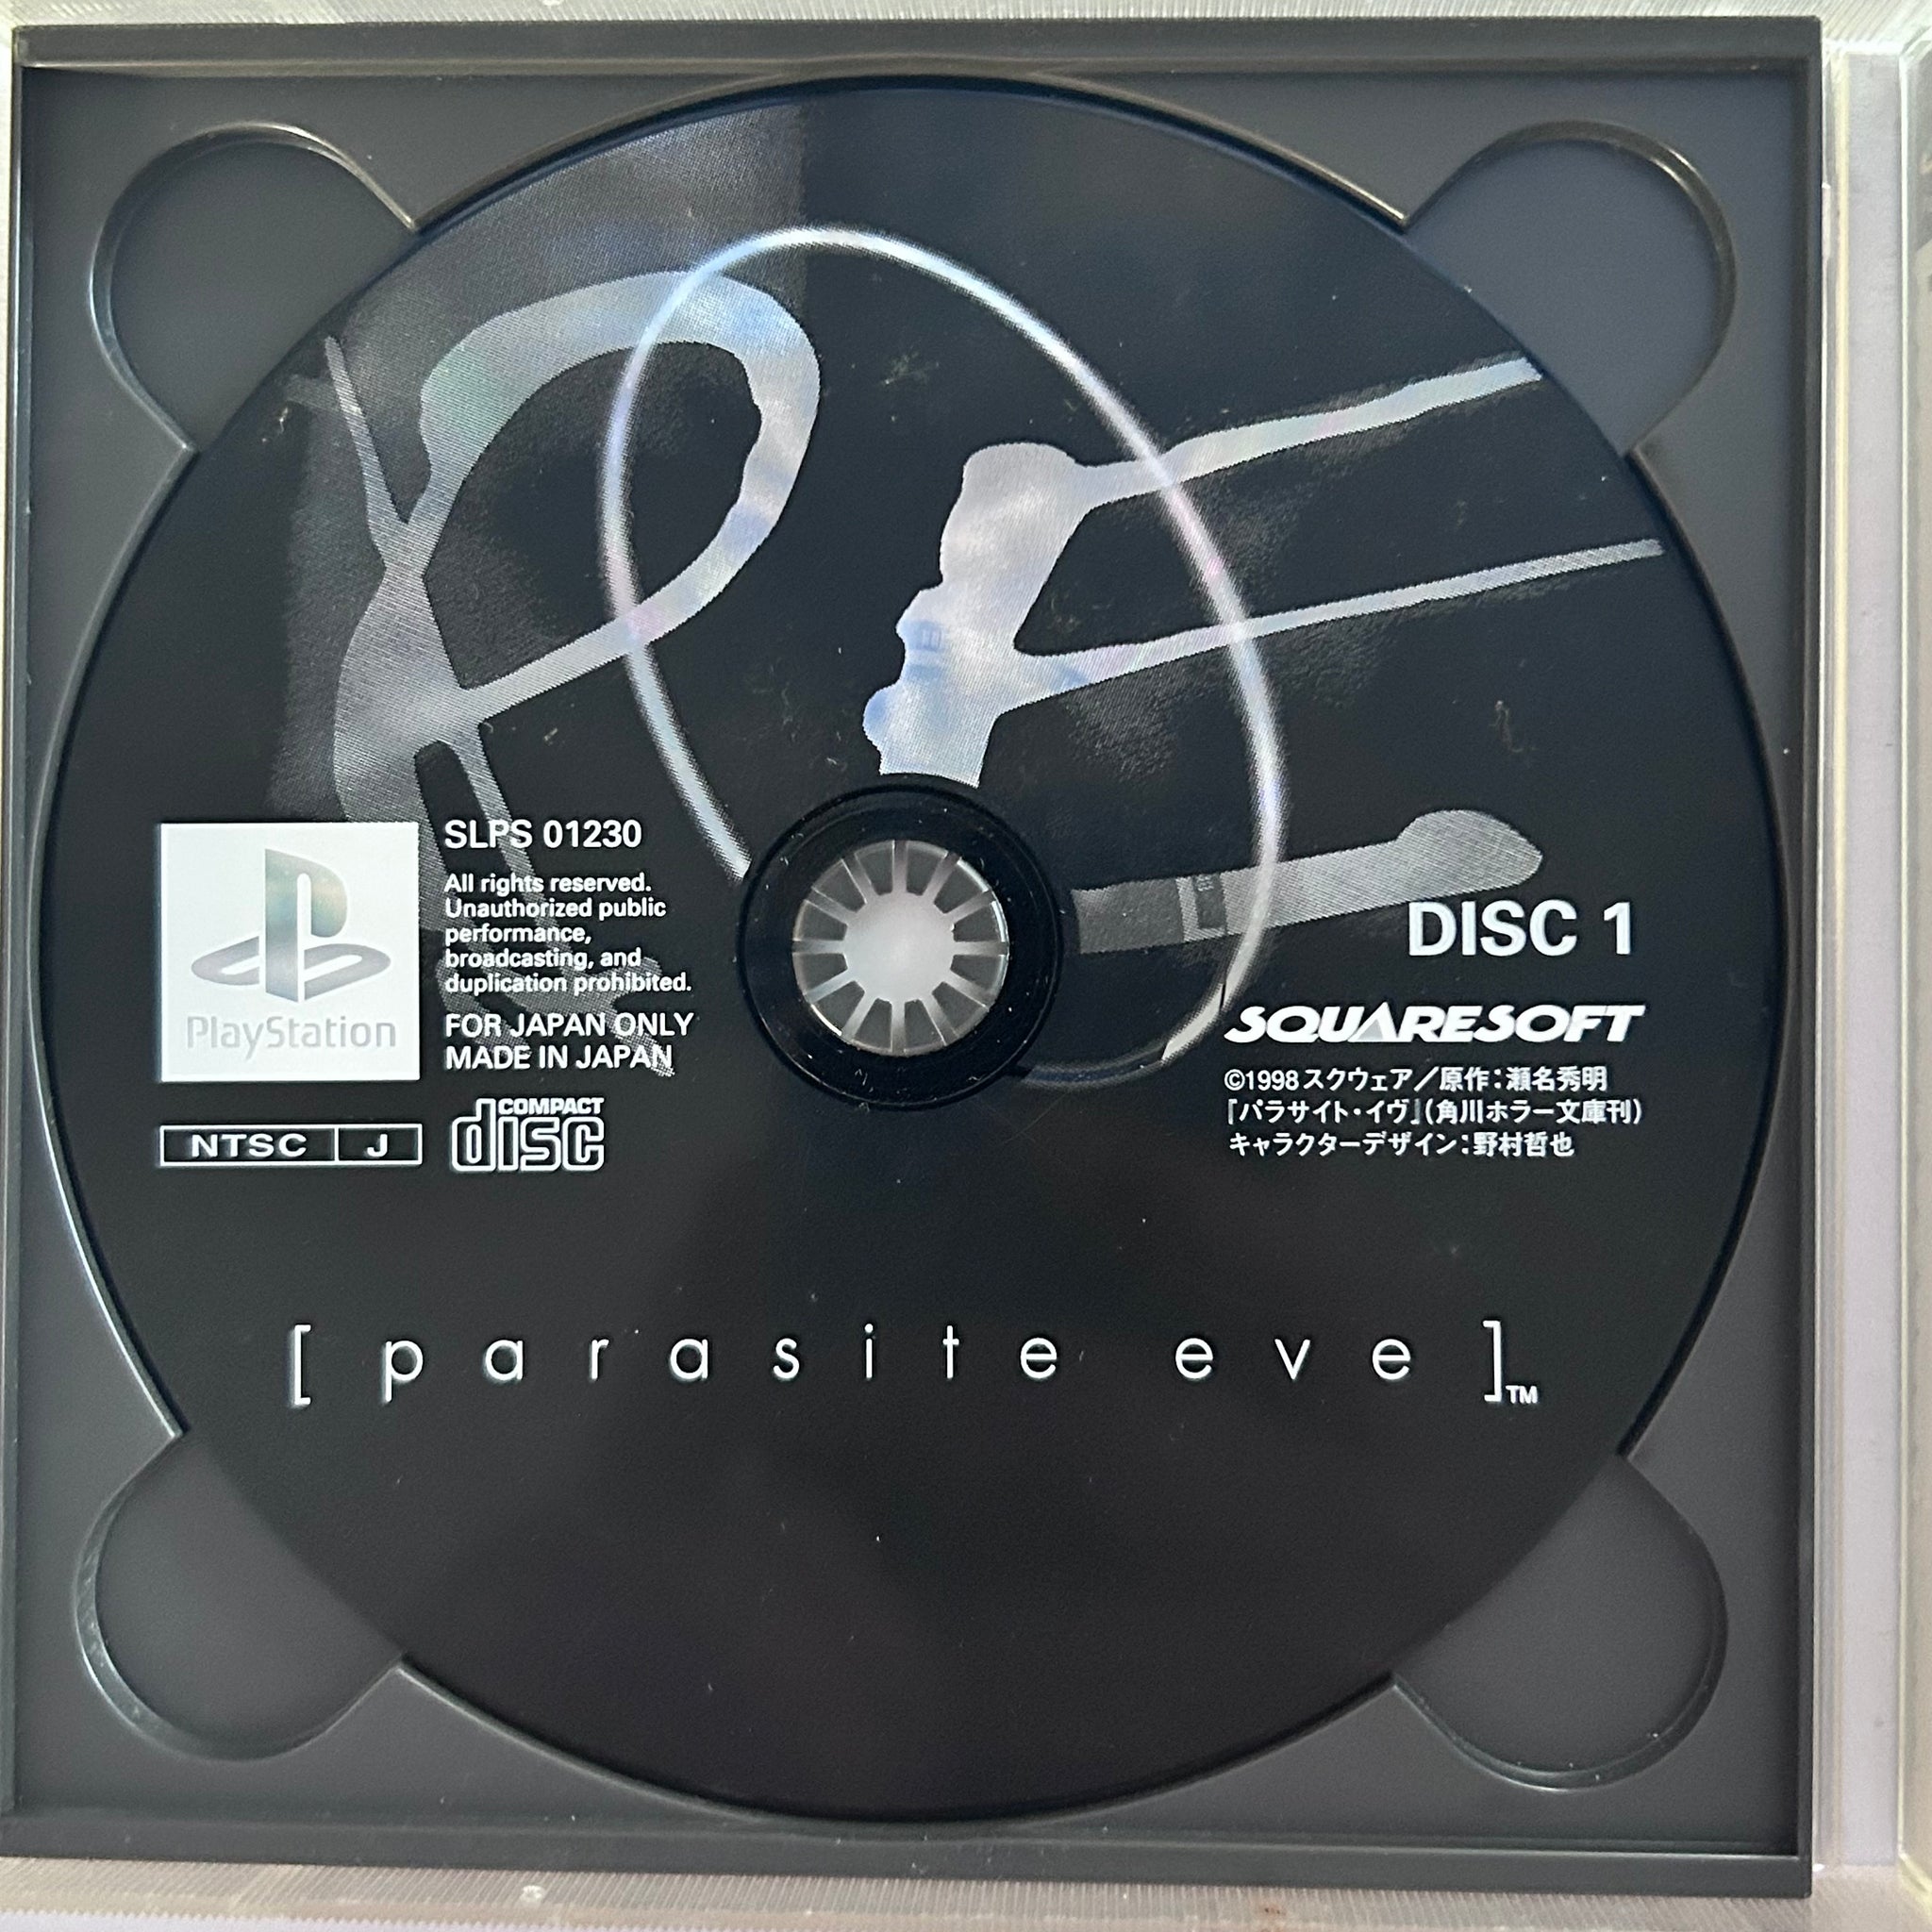 SLPS 01230
All rights reserved.
Unauthorized public
performance,
broadcasting, and
duplication prohibited.
FOR JAPAN ONLY
MADE IN JAPAN
PlayStation
NTSC J
COMPACT
disc
PE
DISC 1
SQUARESOFT
©1998スクウェア／原作：瀬名秀明
『パラサイト・イヴ』（角川ホラー文庫刊）
キャラクターデザイン：野村哲也
[ parasite eve ]™